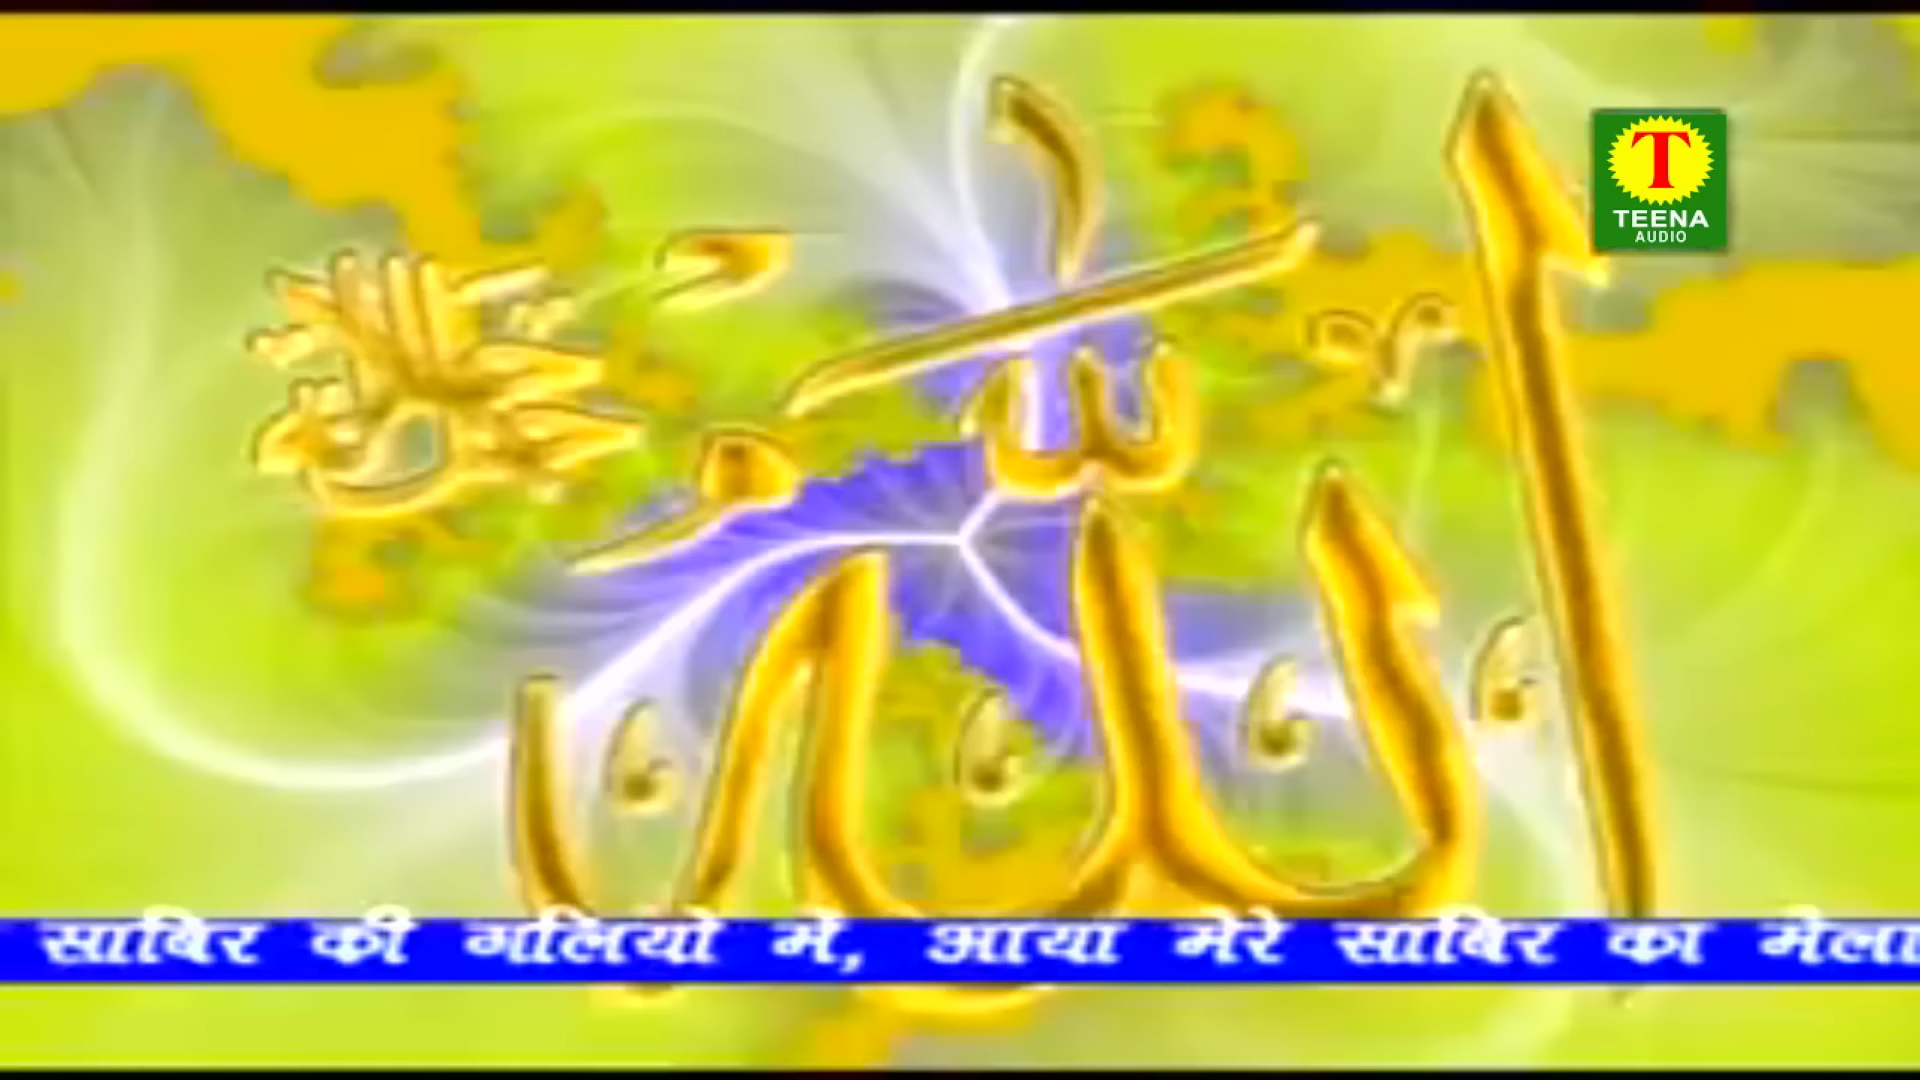 الله
T
TEENA
AUDIO
साबिर की गलियो मे, आया मेरे साबिर का मेला